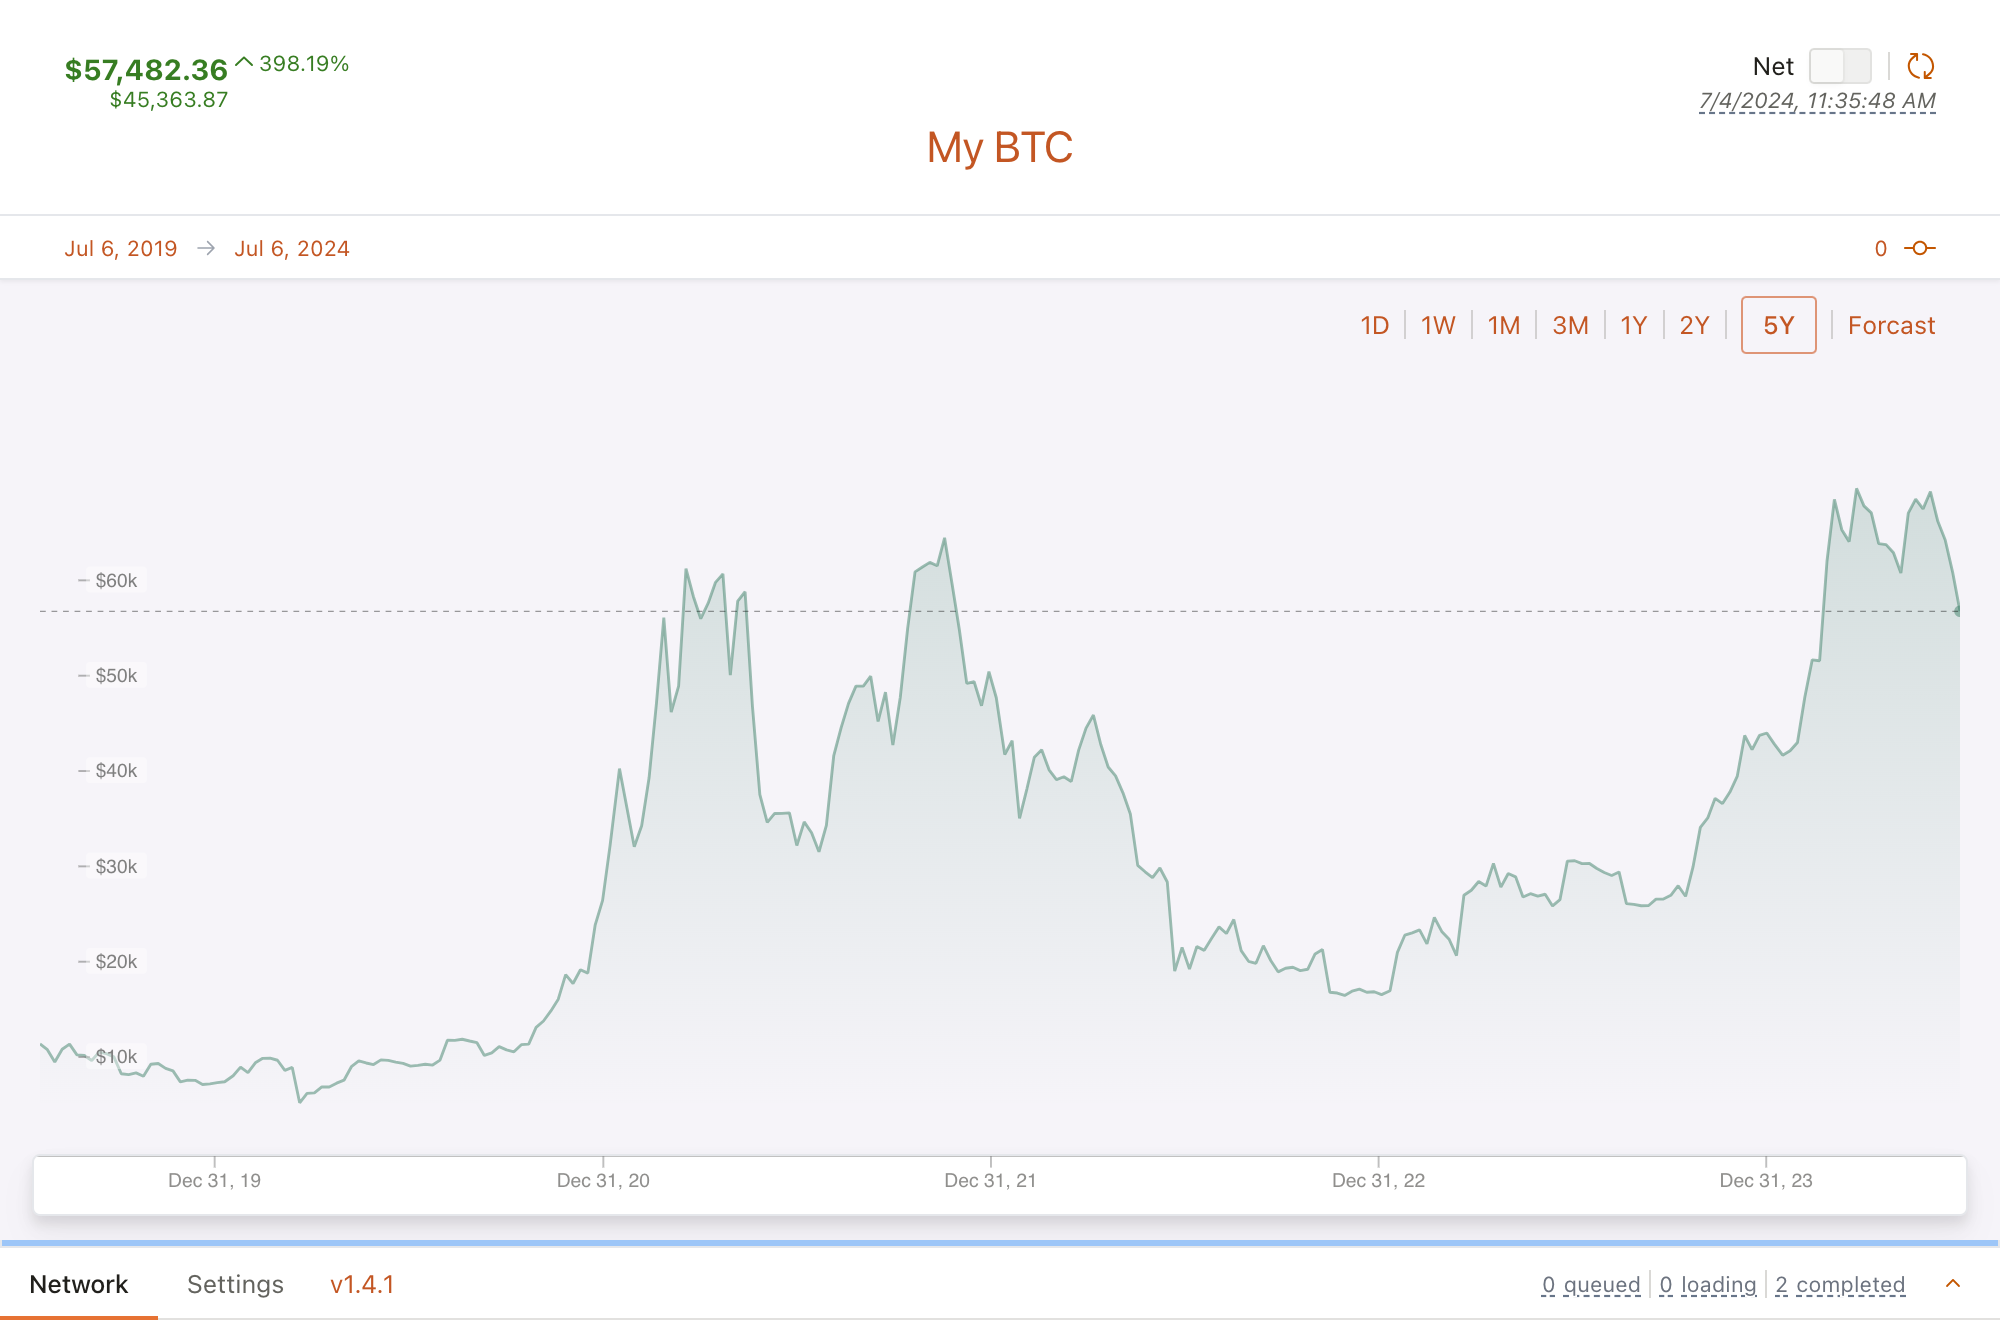 $57,482.36 398.19%
$45,363.87
Net
7/4/2024, 11:35:48 AM
My BTC
Jul 6, 2019 → Jul 6, 2024
0
1D | 1W | 1M | 3M | 1Y | 2Y | 5Y | Forcast
$60k
$50k
$40k
$30k
$20k
$10k
Dec 31, 19 Dec 31, 20 Dec 31, 21 Dec 31, 22 Dec 31, 23
Network Settings v1.4.1
0 queued | 0 loading | 2 completed